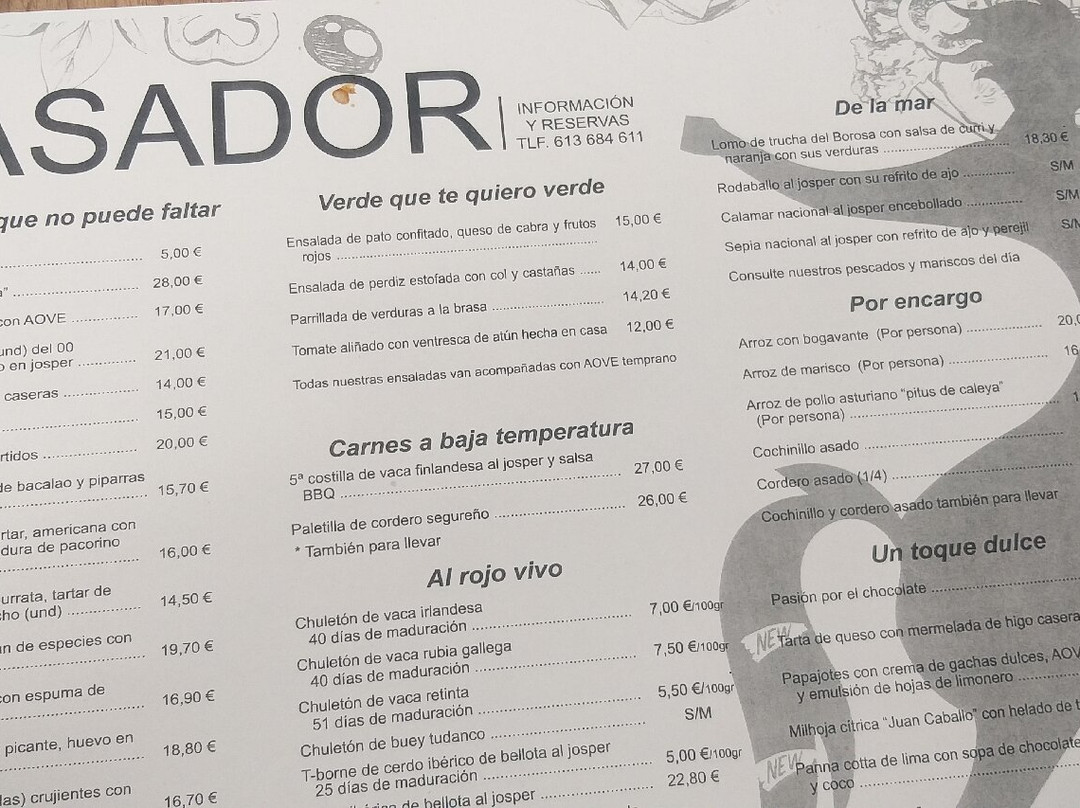 ASADOR
INFORMACIÓN
Y RESERVAS
TLF. 613 684 611
que no puede faltar
5,00 €
28,00 €
con AOVE 17,00 €
und) del 00
o en josper 21,00 €
caseras 14,00 €
15,00 €
rtidos 20,00 €
de bacalao y piparras
15,70 €
rtar, americana con
dura de pacorino
16,00 €
urrata, tartar de
cho (und) 14,50 €
an de especies con
19,70 €
con espuma de
16,90 €
picante, huevo en
18,80 €
las) crujientes con
16,70 €
Verde que te quiero verde
Ensalada de pato confitado, queso de cabra y frutos 15,00 €
rojos
Ensalada de perdiz estofada con col y castañas 14,00 €
Parrillada de verduras a la brasa 14,20 €
Tomate aliñado con ventresca de atún hecha en casa 12,00 €
Todas nuestras ensaladas van acompañadas con AOVE temprano
Carnes a baja temperatura
5ª costilla de vaca finlandesa al josper y salsa
BBQ 27,00 €
Paletilla de cordero segureño 26,00 €
* También para llevar
Al rojo vivo
Chuletón de vaca irlandesa
40 días de maduración 7,00 €/100gr
Chuletón de vaca rubia gallega
40 días de maduración 7,50 €/100gr
Chuletón de vaca retinta
51 días de maduración 5,50 €/100gr
Chuletón de buey tudanco S/M
T-borne de cerdo ibérico de bellota al josper
25 días de maduración 5,00 €/100gr
de bellota al josper 22,80 €
De la mar
Lomo de trucha del Borosa con salsa de curri y
naranja con sus verduras 18,30 €
Rodaballo al josper con su refrito de ajo S/M
Calamar nacional al josper encebollado S/M
Sepia nacional al josper con refrito de ajo y perejil S/M
Consulte nuestros pescados y mariscos del día
Por encargo
Arroz con bogavante (Por persona) 20,0
Arroz de marisco (Por persona) 16
Arroz de pollo asturiano "pitus de caleya"
(Por persona) 1
Cochinillo asado
Cordero asado (1/4)
Cochinillo y cordero asado también para llevar
Un toque dulce
Pasión por el chocolate
NEW Tarta de queso con mermelada de higo casera
Papajotes con crema de gachas dulces, AOV
y emulsión de hojas de limonero
Milhoja cítrica "Juan Caballo" con helado de t
NEW Panna cotta de lima con sopa de chocolate
y coco